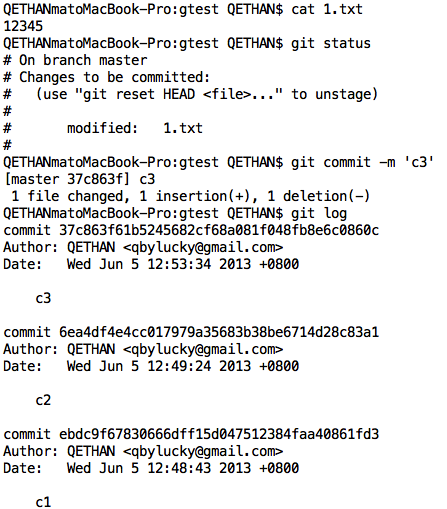 QETHANmatoMacBook-Pro:gtest QETHAN$ cat 1.txt
12345
QETHANmatoMacBook-Pro:gtest QETHAN$ git status
# On branch master
# Changes to be committed:
#   (use "git reset HEAD <file>..." to unstage)
#
#       modified:   1.txt
#
QETHANmatoMacBook-Pro:gtest QETHAN$ git commit -m 'c3'
[master 37c863f] c3
 1 file changed, 1 insertion(+), 1 deletion(-)
QETHANmatoMacBook-Pro:gtest QETHAN$ git log
commit 37c863f61b5245682cf68a081f048fb8e6c0860c
Author: QETHAN <qbylucky@gmail.com>
Date:   Wed Jun 5 12:53:34 2013 +0800
    c3
commit 6ea4df4e4cc017979a35683b38be6714d28c83a1
Author: QETHAN <qbylucky@gmail.com>
Date:   Wed Jun 5 12:49:24 2013 +0800
    c2
commit ebdc9f67830666dff15d047512384faa40861fd3
Author: QETHAN <qbylucky@gmail.com>
Date:   Wed Jun 5 12:48:43 2013 +0800
    c1